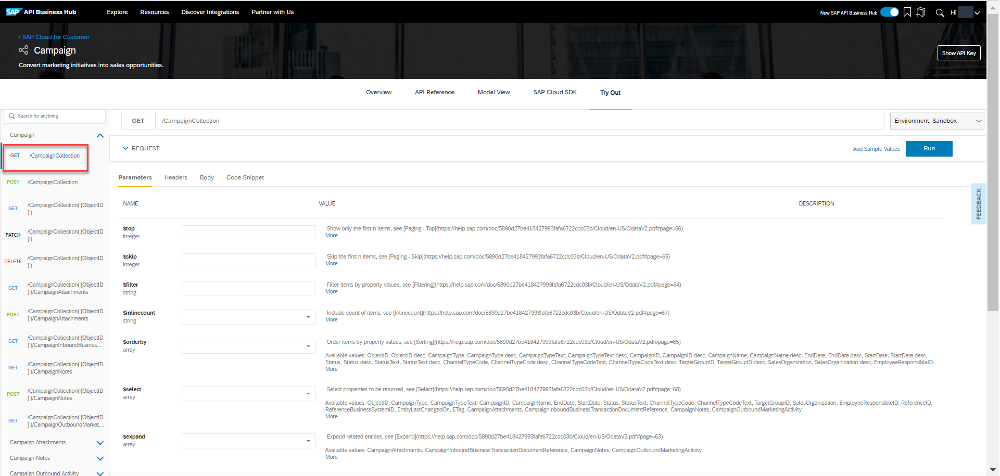 SAP API Business Hub
Explore
Resources
Discover Integrations
Partner with Us
New SAP API Business Hub
Hi
/ SAP Cloud for Customer
Campaign
Show API Key
Convert marketing initiatives into sales opportunities.
Overview
API Reference
Model View
SAP Cloud SDK
Try Out
Search for anything
Campaign
GET /CampaignCollection
POST /CampaignCollection
GET /CampaignCollection('{ObjectID
}')
PATCH /CampaignCollection('{ObjectID
}')
DELETE /CampaignCollection('{ObjectID
}')
GET /CampaignCollection('{ObjectID
}')/CampaignAttachments
POST /CampaignCollection('{ObjectID
}')/CampaignAttachments
GET /CampaignCollection('{ObjectID
}')/CampaignInboundBusines...
GET /CampaignCollection('{ObjectID
}')/CampaignNotes
POST /CampaignCollection('{ObjectID
}')/CampaignNotes
GET /CampaignCollection('{ObjectID
}')/CampaignOutboundMarket...
Campaign Attachments
Campaign Notes
Campaign Outbound Activity
GET /CampaignCollection
Environment: Sandbox
REQUEST
Add Sample Values
Run
Parameters
Headers
Body
Code Snippet
NAME
VALUE
DESCRIPTION
$top
integer
Show only the first n items, see [Paging - Top](https://help.sap.com/doc/5890d27be418427993fafa6722cdc03b/Cloud/en-US/OdataV2.pdf#page=66)
More
$skip
integer
Skip the first n items, see [Paging - Skip](https://help.sap.com/doc/5890d27be418427993fafa6722cdc03b/Cloud/en-US/OdataV2.pdf#page=65)
More
$filter
string
Filter items by property values, see [Filtering](https://help.sap.com/doc/5890d27be418427993fafa6722cdc03b/Cloud/en-US/OdataV2.pdf#page=64)
More
$inlinecount
string
Include count of items, see [Inlinecount](https://help.sap.com/doc/5890d27be418427993fafa6722cdc03b/Cloud/en-US/OdataV2.pdf#page=67)
More
$orderby
array
Order items by property values, see [Sorting](https://help.sap.com/doc/5890d27be418427993fafa6722cdc03b/Cloud/en-US/OdataV2.pdf#page=65)
Available values: ObjectID, ObjectID desc, CampaignType, CampaignType desc, CampaignTypeText, CampaignTypeText desc, CampaignID, CampaignID desc, CampaignName, CampaignName desc, EndDate, EndDate desc, StartDate, StartDate desc,
Status, Status desc, StatusText, StatusText desc, ChannelTypeCode, ChannelTypeCode desc, ChannelTypeCodeText, ChannelTypeCodeText desc, TargetGroupID, TargetGroupID desc, SalesOrganization, SalesOrganization desc, EmployeeResponsibleID...
More
$select
array
Select properties to be returned, see [Select](https://help.sap.com/doc/5890d27be418427993fafa6722cdc03b/Cloud/en-US/OdataV2.pdf#page=68)
Available values: ObjectID, CampaignType, CampaignTypeText, CampaignID, CampaignName, EndDate, StartDate, Status, StatusText, ChannelTypeCode, ChannelTypeCodeText, TargetGroupID, SalesOrganization, EmployeeResponsibleID, ReferenceID,
ReferenceBusinessSystemID, EntityLastChangedOn, ETag, CampaignAttachments, CampaignInboundBusinessTransactionDocumentReference, CampaignNotes, CampaignOutboundMarketingActivity
More
$expand
array
Expand related entities, see [Expand](https://help.sap.com/doc/5890d27be418427993fafa6722cdc03b/Cloud/en-US/OdataV2.pdf#page=63)
Available values: CampaignAttachments, CampaignInboundBusinessTransactionDocumentReference, CampaignNotes, CampaignOutboundMarketingActivity
More
FEEDBACK